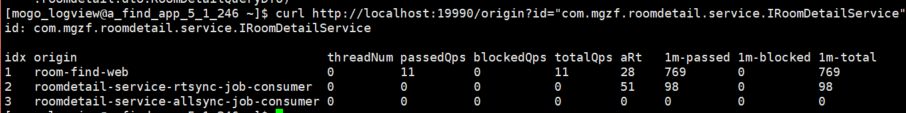 [mogo_logview@a_find_app_5_1_246 ~]$ curl http://localhost:19990/origin?id="com.mgzf.roomdetail.service.IRoomDetailService"
id: com.mgzf.roomdetail.service.IRoomDetailService
idx origin threadNum passedQps blockedQps totalQps aRt 1m-passed 1m-blocked 1m-total
1 room-find-web 0 11 0 11 28 769 0 769
2 roomdetail-service-rtsync-job-consumer 0 0 0 0 51 98 0 98
3 roomdetail-service-allsync-job-consumer 0 0 0 0 0 0 0 0